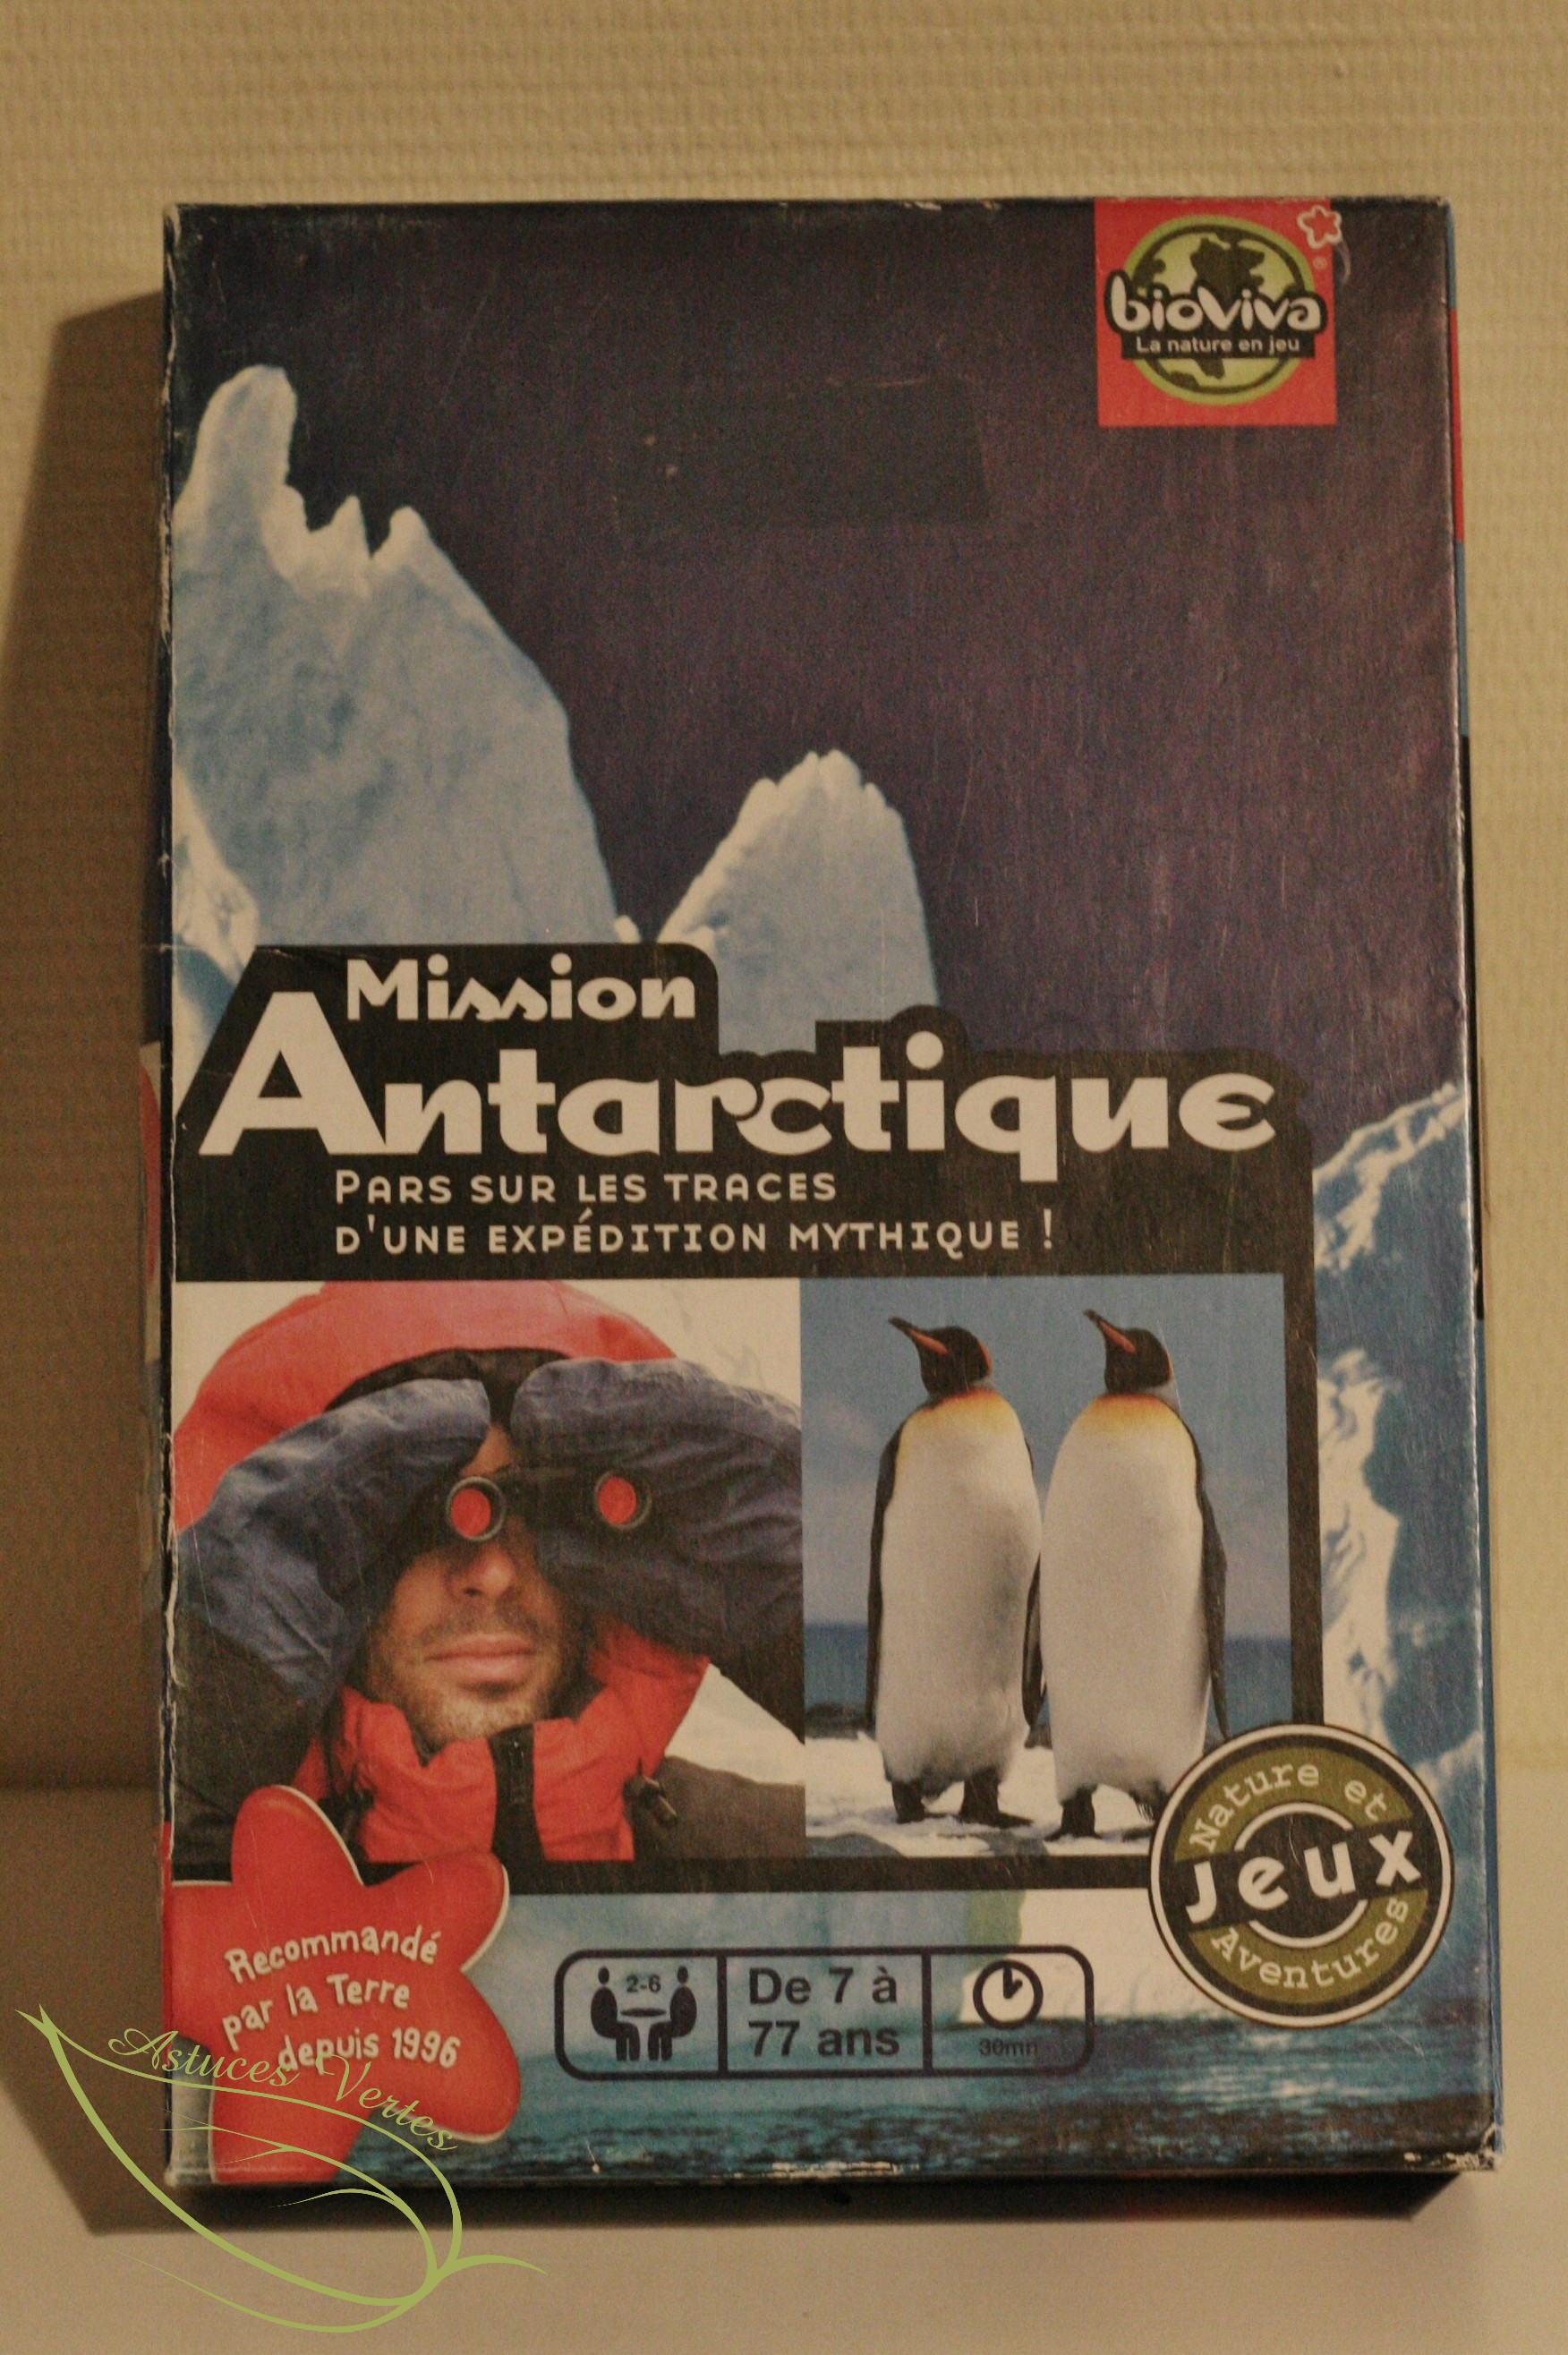 bioviva
®
La nature en jeu
Mission
Antarctique
PARS SUR LES TRACES
D'UNE EXPÉDITION MYTHIQUE !
Nature et
Jeux
Aventures
Recommandé
par la Terre
depuis 1996
2-6
De 7 à
77 ans
30mn
Astuces Vertes